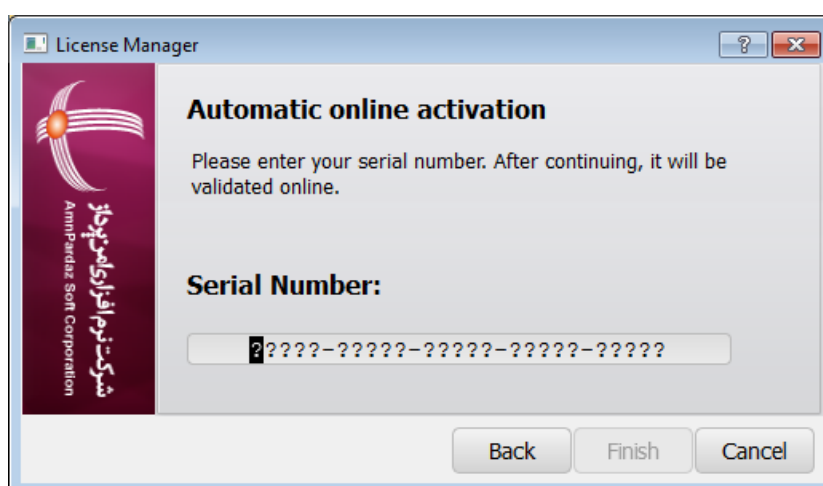 License Manager
?
Automatic online activation
Please enter your serial number. After continuing, it will be
validated online.
شرکت نرم افزاری امن پرداز
AmnPardaz Soft Corporation
Serial Number:
?????-?????-?????-?????-?????
Back
Finish
Cancel